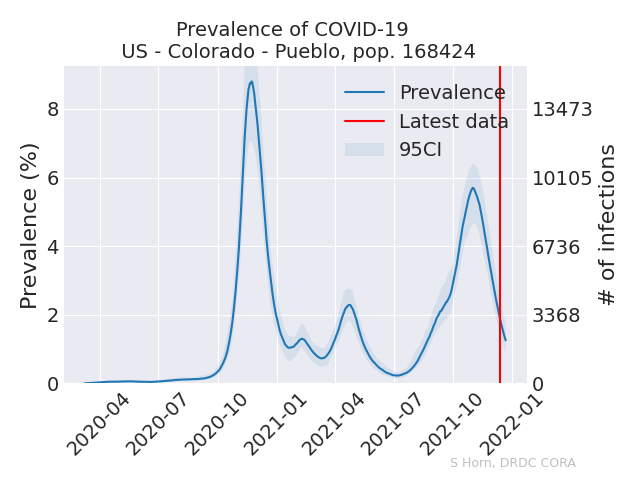 Prevalence of COVID-19
US - Colorado - Pueblo, pop. 168424
Prevalence
Latest data
95CI
Prevalence (%)
8
6
4
2
0
13473
10105
6736
3368
0
# of infections
2020-04
2020-07
2020-10
2021-01
2021-04
2021-07
2021-10
2022-01
S Horn, DRDC CORA